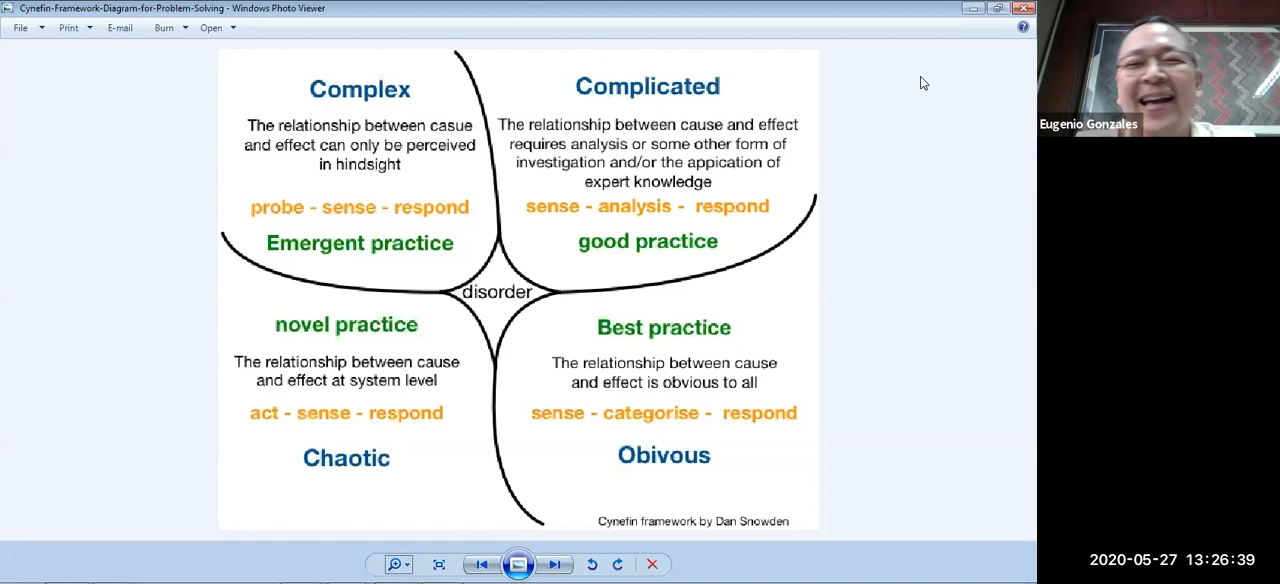 Cynefin-Framework-Diagram-for-Problem-Solving - Windows Photo Viewer
File Print E-mail Burn Open
Complex
The relationship between casue
and effect can only be perceived
in hindsight
probe - sense - respond
Emergent practice
Complicated
The relationship between cause and effect
requires analysis or some other form of
investigation and/or the appication of
expert knowledge
sense - analysis - respond
good practice
disorder
novel practice
The relationship between cause
and effect at system level
act - sense - respond
Chaotic
Best practice
The relationship between cause
and effect is obvious to all
sense - categorise - respond
Obivous
Cynefin framework by Dan Snowden
Eugenio Gonzales
2020-05-27 13:26:39